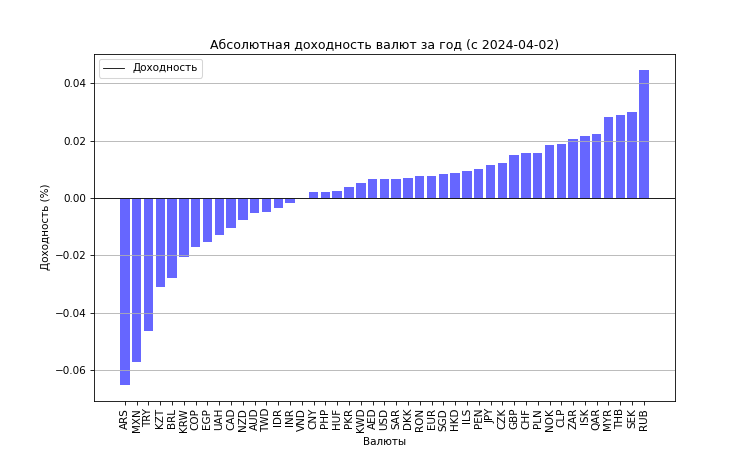 Абсолютная доходность валют за год (с 2024-04-02)
Доходность
0.04
0.02
0.00
−0.02
−0.04
−0.06
Доходность (%)
ARS MXN TRY KZT BRL KRW COP EGP UAH CAD NZD AUD TWD IDR INR VND CNY PHP HUF PKR KWD AED USD SAR DKK RON EUR SGD HKD ILS PEN JPY CZK GBP CHF PLN NOK CLP ZAR ISK QAR MYR THB SEK RUB
Валюты